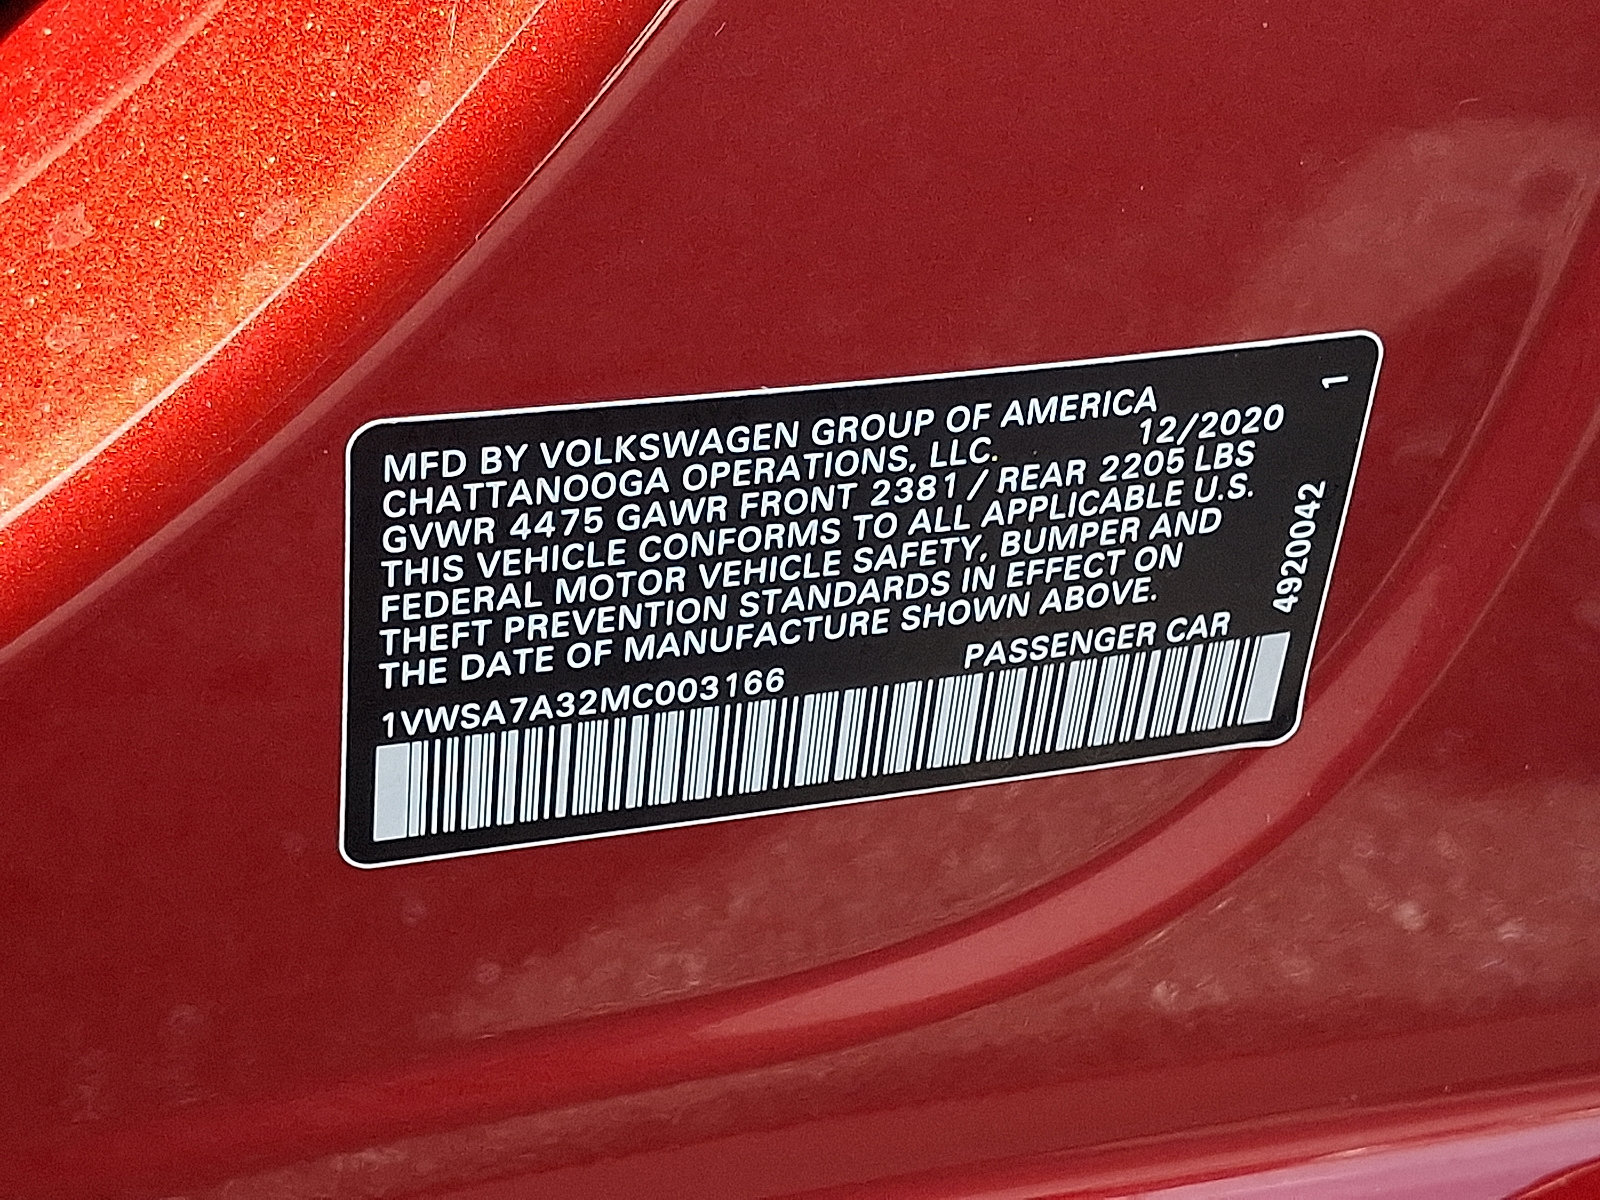 MFD BY VOLKSWAGEN GROUP OF AMERICA
CHATTANOOGA OPERATIONS, LLC. 12/2020
GVWR 4475 GAWR FRONT 2381/ REAR 2205 LBS
THIS VEHICLE CONFORMS TO ALL APPLICABLE U.S.
FEDERAL MOTOR VEHICLE SAFETY, BUMPER AND
THEFT PREVENTION STANDARDS IN EFFECT ON
THE DATE OF MANUFACTURE SHOWN ABOVE.
1VWSA7A32MC003166 PASSENGER CAR
4920042 1